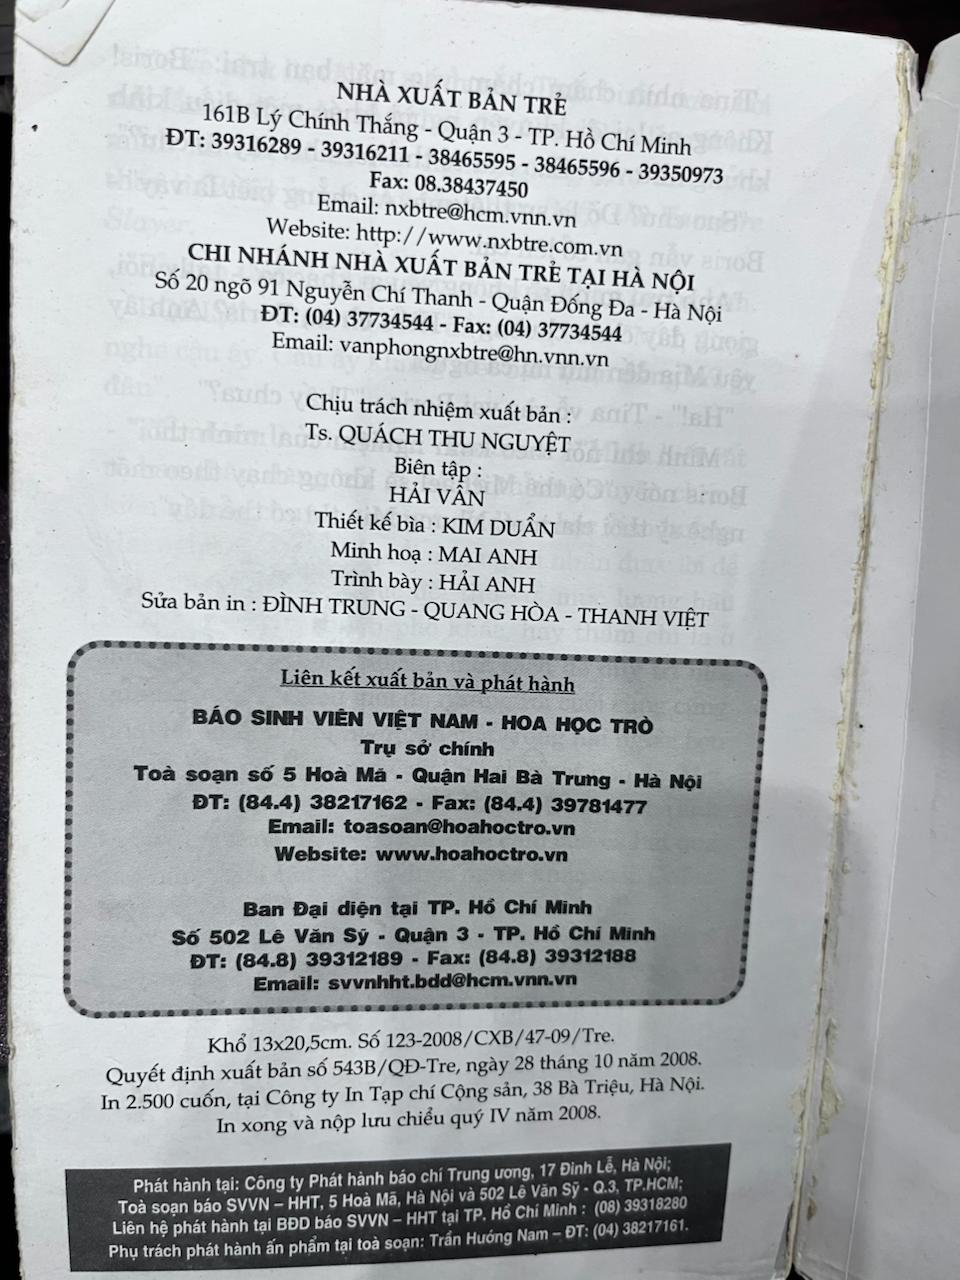 NHÀ XUẤT BẢN TRẺ
161B Lý Chính Thắng - Quận 3 - TP. Hồ Chí Minh
ĐT: 39316289 - 39316211 - 38465595 - 38465596 - 39350973
Fax: 08.38437450
Email: nxbtre@hcm.vnn.vn
Website: http://www.nxbtre.com.vn
CHI NHÁNH NHÀ XUẤT BẢN TRẺ TẠI HÀ NỘI
Số 20 ngõ 91 Nguyễn Chí Thanh - Quận Đống Đa - Hà Nội
ĐT: (04) 37734544 - Fax: (04) 37734544
Email: vanphongnxbtre@hn.vnn.vn
Chịu trách nhiệm xuất bản :
Ts. QUÁCH THU NGUYỆT
Biên tập :
HẢI VÂN
Thiết kế bìa : KIM DUẨN
Minh hoạ : MAI ANH
Trình bày : HẢI ANH
Sửa bản in : ĐÌNH TRUNG - QUANG HÒA - THANH VIỆT
Liên kết xuất bản và phát hành
BÁO SINH VIÊN VIỆT NAM - HOA HỌC TRÒ
Trụ sở chính
Toà soạn số 5 Hoà Mã - Quận Hai Bà Trưng - Hà Nội
ĐT: (84.4) 38217162 - Fax: (84.4) 39781477
Email: toasoan@hoahoctro.vn
Website: www.hoahoctro.vn
Ban Đại diện tại TP. Hồ Chí Minh
Số 502 Lê Văn Sỹ - Quận 3 - TP. Hồ Chí Minh
ĐT: (84.8) 39312189 - Fax: (84.8) 39312188
Email: svvnhht.bdd@hcm.vnn.vn
Khổ 13x20,5cm. Số 123-2008/CXB/47-09/Tre.
Quyết định xuất bản số 543B/QĐ-Tre, ngày 28 tháng 10 năm 2008.
In 2.500 cuốn, tại Công ty In Tạp chí Cộng sản, 38 Bà Triệu, Hà Nội.
In xong và nộp lưu chiểu quý IV năm 2008.
Phát hành tại: Công ty Phát hành báo chí Trung ương, 17 Đinh Lễ, Hà Nội;
Toà soạn báo SVVN – HHT, 5 Hoà Mã, Hà Nội và 502 Lê Văn Sỹ - Q.3, TP.HCM;
Liên hệ phát hành tại BĐD báo SVVN – HHT tại TP. Hồ Chí Minh : (08) 39318280
Phụ trách phát hành ấn phẩm tại toà soạn: Trần Hướng Nam – ĐT: (04) 38217161.